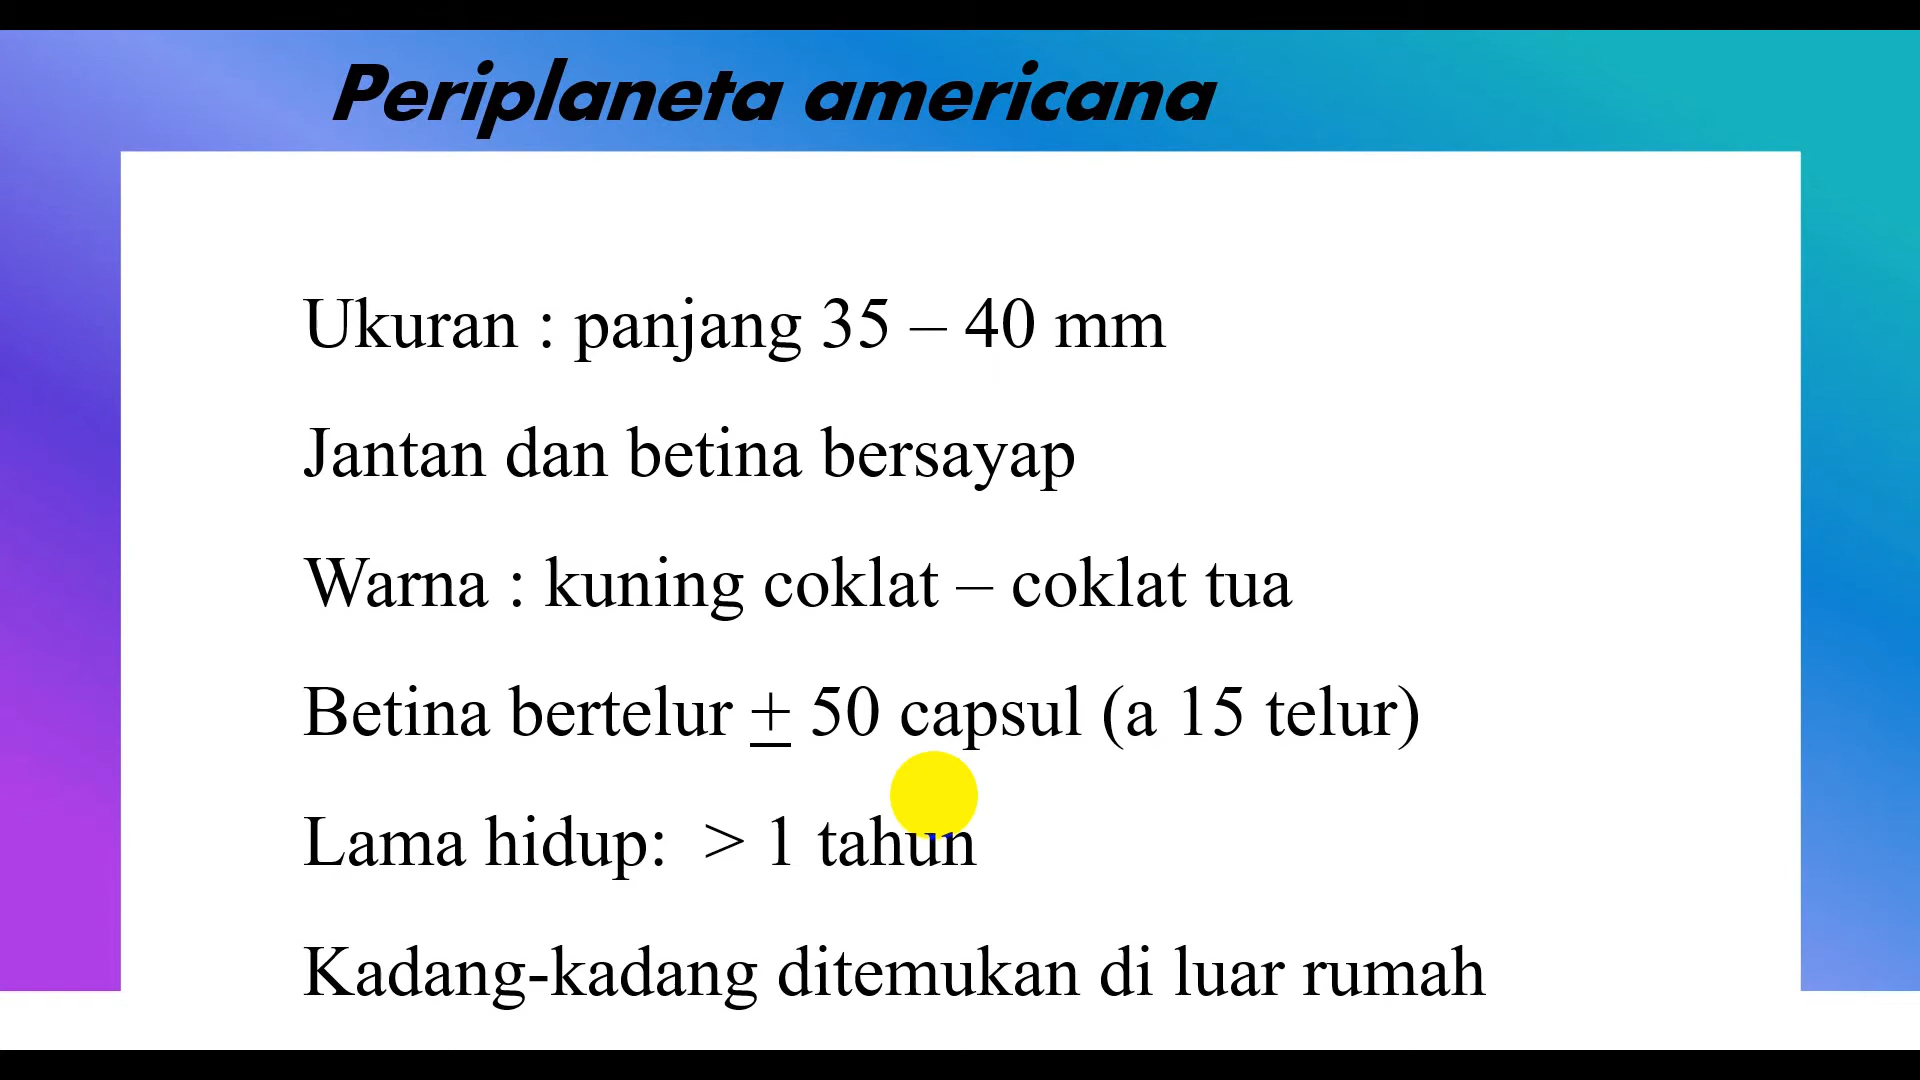 Periplaneta americana
Ukuran : panjang 35 – 40 mm
Jantan dan betina bersayap
Warna : kuning coklat – coklat tua
Betina bertelur ± 50 capsul (a 15 telur)
Lama hidup: > 1 tahun
Kadang-kadang ditemukan di luar rumah